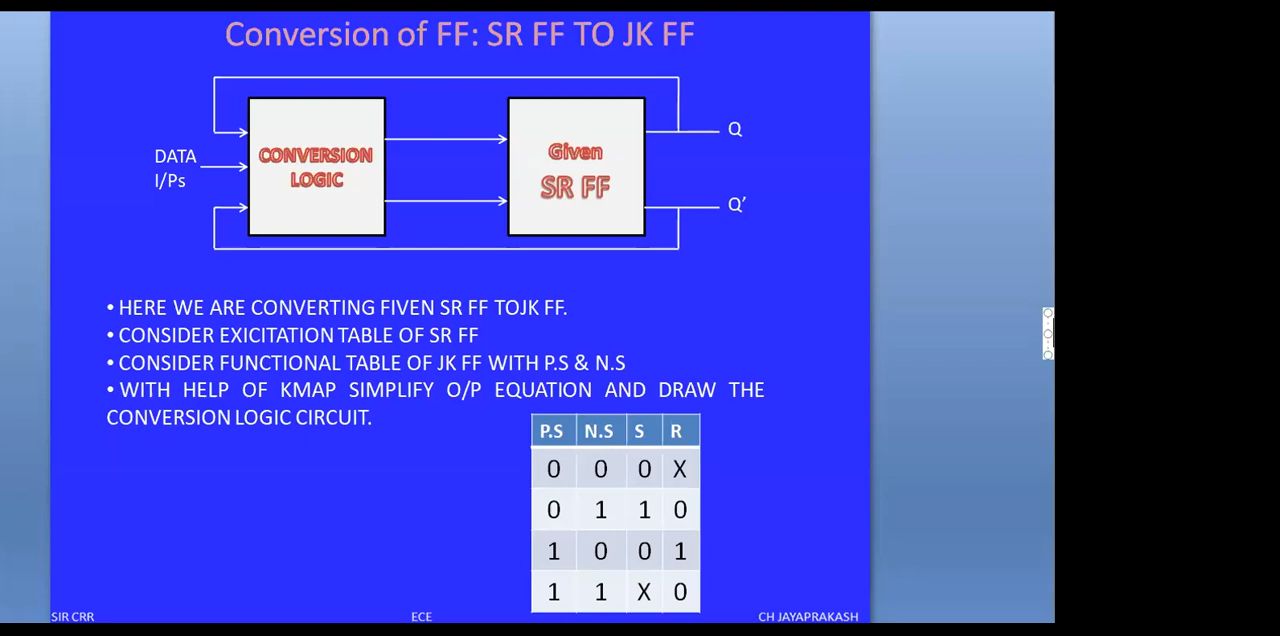 Conversion of FF: SR FF TO JK FF
DATA
I/Ps
CONVERSION
LOGIC
Given
SR FF
Q
Q’
• HERE WE ARE CONVERTING FIVEN SR FF TOJK FF.
• CONSIDER EXICITATION TABLE OF SR FF
• CONSIDER FUNCTIONAL TABLE OF JK FF WITH P.S & N.S
• WITH HELP OF KMAP SIMPLIFY O/P EQUATION AND DRAW THE
CONVERSION LOGIC CIRCUIT.
P.S N.S S R
0 0 0 X
0 1 1 0
1 0 0 1
1 1 X 0
SIR CRR ECE CH JAYAPRAKASH